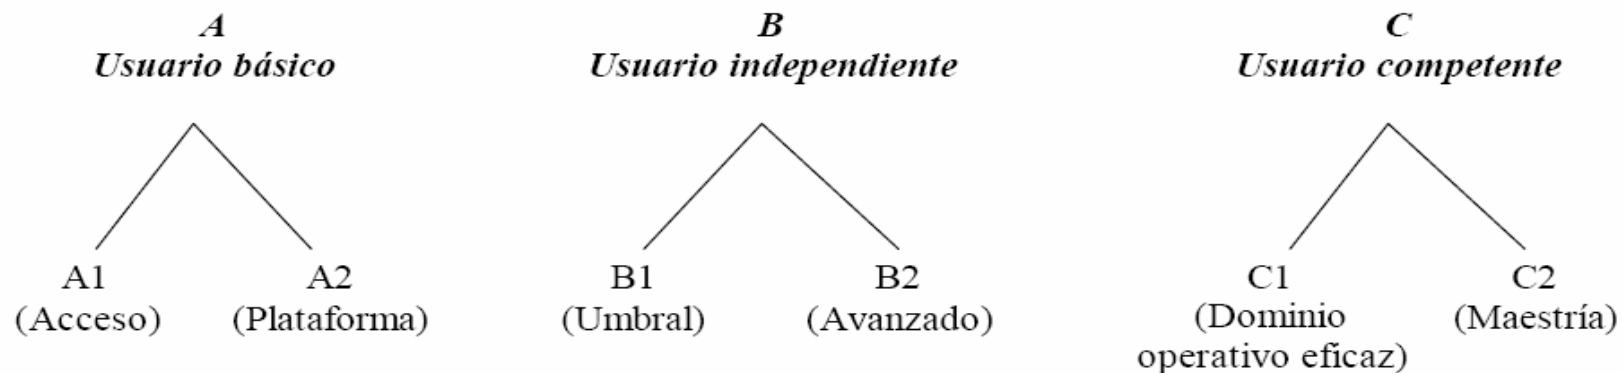 A
Usuario básico
B
Usuario independiente
C
Usuario competente
A1
(Acceso)
A2
(Plataforma)
B1
(Umbral)
B2
(Avanzado)
C1
(Dominio
operativo eficaz)
C2
(Maestría)